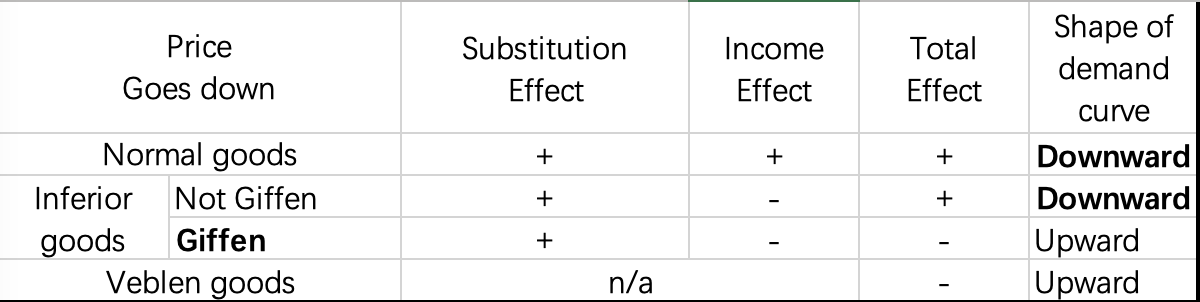 Price Goes down Substitution Effect Income Effect Total Effect Shape of demand curve
Normal goods + + + Downward
Inferior goods Not Giffen + - + Downward
Giffen + - - Upward
Veblen goods n/a - Upward